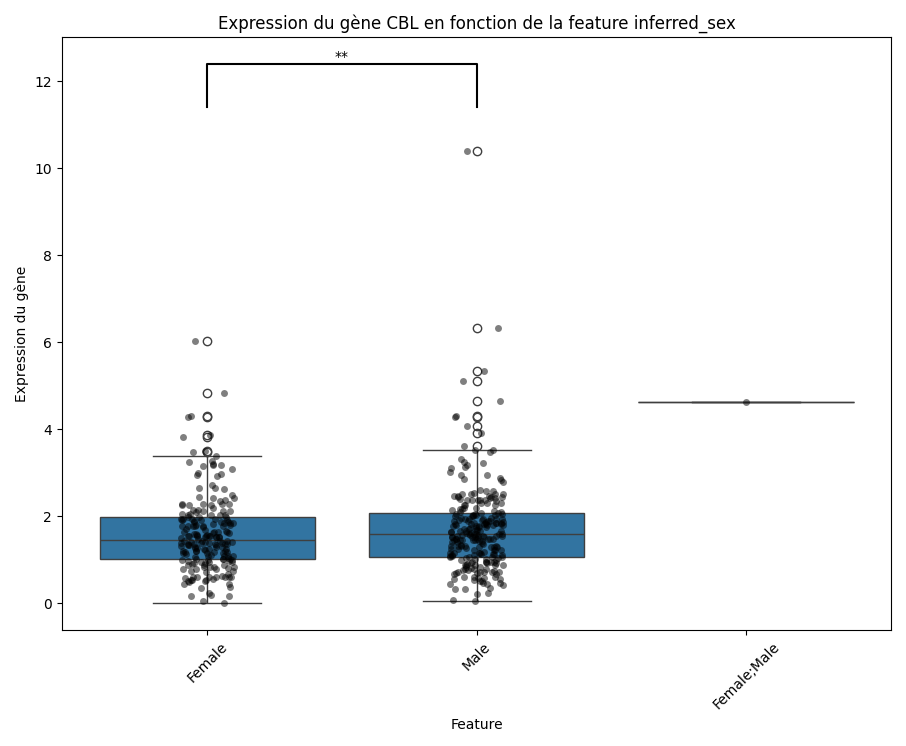 Expression du gène CBL en fonction de la feature inferred_sex
**
12
10
8
6
4
2
0
Expression du gène
Female
Male
Female;Male
Feature